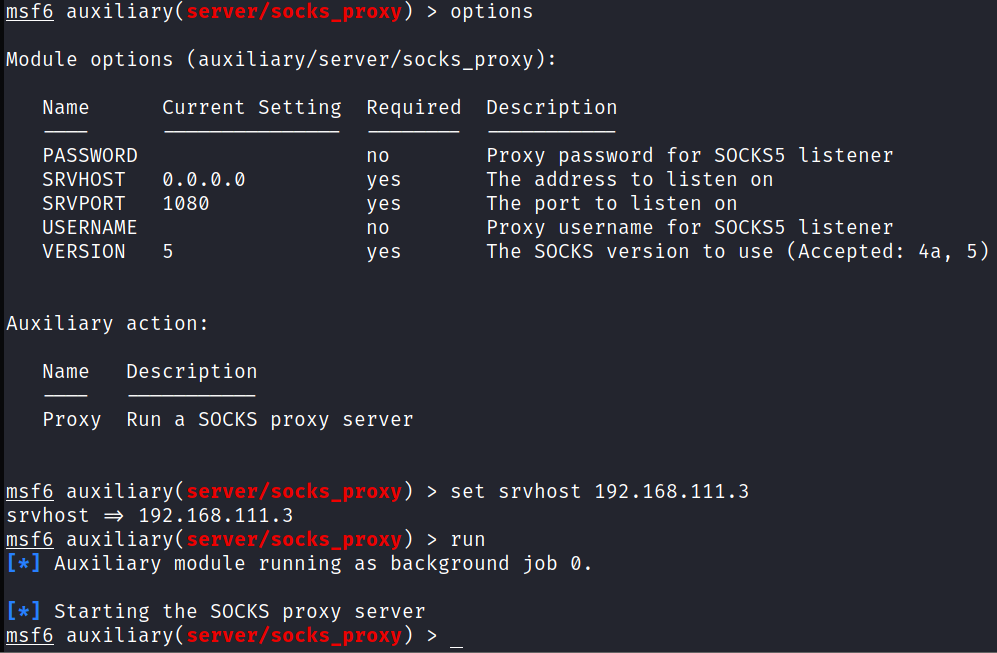 msf6 auxiliary(server/socks_proxy) > options
Module options (auxiliary/server/socks_proxy):
Name Current Setting Required Description
PASSWORD no Proxy password for SOCKS5 listener
SRVHOST 0.0.0.0 yes The address to listen on
SRVPORT 1080 yes The port to listen on
USERNAME no Proxy username for SOCKS5 listener
VERSION 5 yes The SOCKS version to use (Accepted: 4a, 5)
Auxiliary action:
Name Description
Proxy Run a SOCKS proxy server
msf6 auxiliary(server/socks_proxy) > set srvhost 192.168.111.3
srvhost => 192.168.111.3
msf6 auxiliary(server/socks_proxy) > run
[*] Auxiliary module running as background job 0.
[*] Starting the SOCKS proxy server
msf6 auxiliary(server/socks_proxy) > _